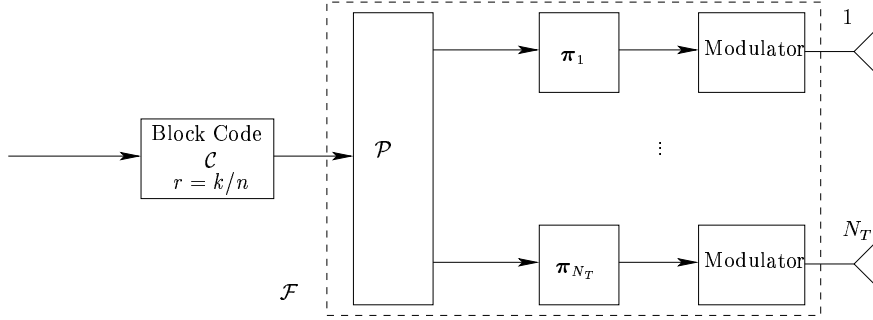 1
π₁
Modulator
Block Code
𝒞
r = k/n
𝒫
⋮
N_T
π_{N_T}
Modulator
ℱ